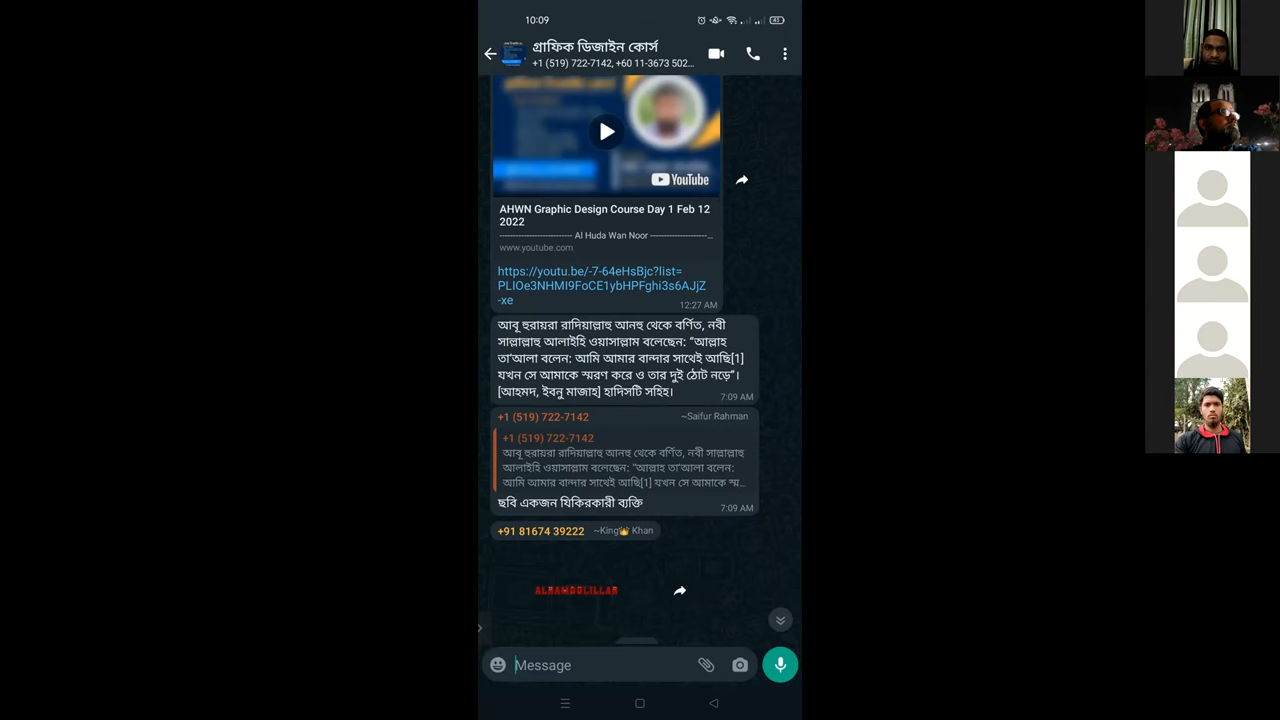 10:09
43
গ্রাফিক ডিজাইন কোর্স
+1 (519) 722-7142, +60 11-3673 502...
YouTube
AHWN Graphic Design Course Day 1 Feb 12
2022
------------------------ Al Huda Wan Noor --------------------...
www.youtube.com
https://youtu.be/-7-64eHsBjc?list=
PLIOe3NHMI9FoCE1ybHPFghi3s6AJjZ
-xe
12:27 AM
আবূ হুরায়রা রাদিয়াল্লাহু আনহু থেকে বর্ণিত, নবী
সাল্লাল্লাহু আলাইহি ওয়াসাল্লাম বলেছেন: “আল্লাহ
তা‘আলা বলেন: আমি আমার বান্দার সাথেই আছি[1]
যখন সে আমাকে স্মরণ করে ও তার দুই ঠোট নড়ে”।
[আহমদ, ইবনু মাজাহ] হাদিসটি সহিহ।
7:09 AM
+1 (519) 722-7142 ~Saifur Rahman
+1 (519) 722-7142
আবূ হুরায়রা রাদিয়াল্লাহু আনহু থেকে বর্ণিত, নবী সাল্লাল্লাহু
আলাইহি ওয়াসাল্লাম বলেছেন: “আল্লাহ তা‘আলা বলেন:
আমি আমার বান্দার সাথেই আছি[1] যখন সে আমাকে স্ম...
ছবি একজন যিকিরকারী ব্যক্তি
7:09 AM
+91 81674 39222 ~King👑 Khan
ALHAMDULILLAH
Message